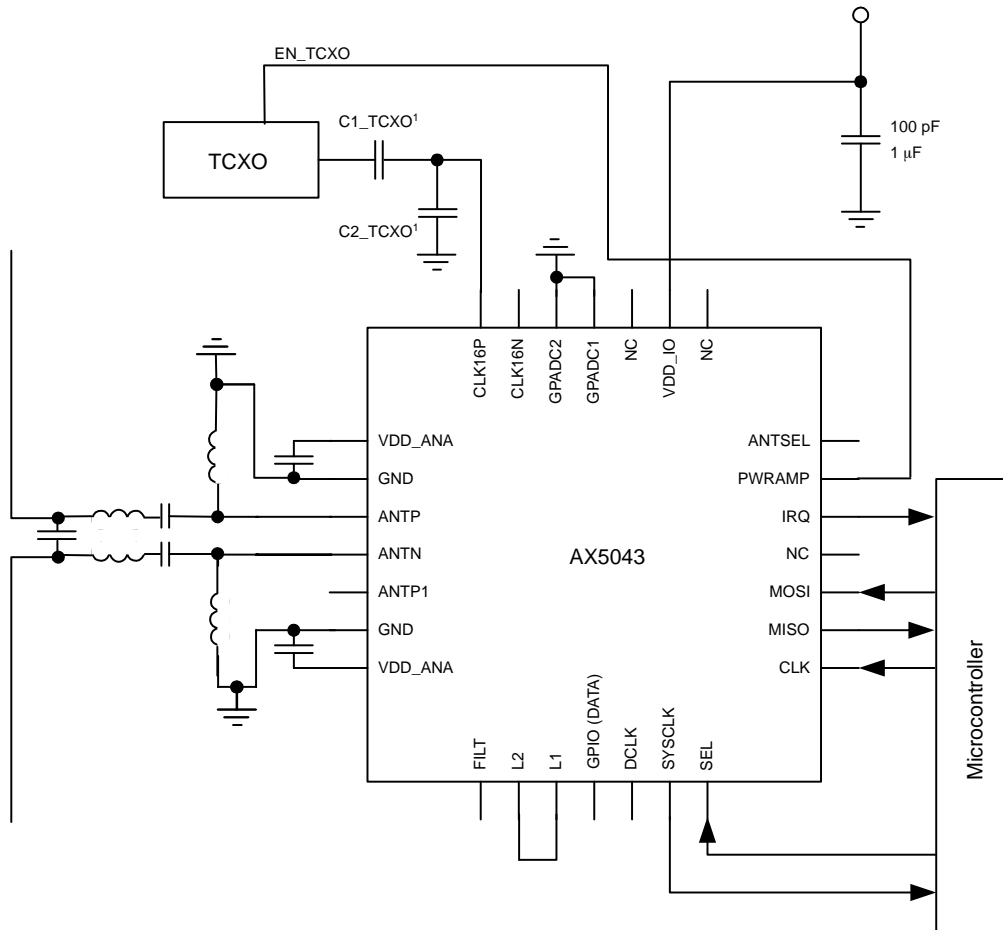 EN_TCXO
C1_TCXO¹
100 pF
1 μF
TCXO
C2_TCXO¹
CLK16P
CLK16N
GPADC2
GPADC1
NC
VDD_IO
NC
VDD_ANA
GND
ANTP
ANTN
ANTP1
GND
VDD_ANA
AX5043
ANTSEL
PWRAMP
IRQ
NC
MOSI
MISO
CLK
FILT
L2
L1
GPIO (DATA)
DCLK
SYSCLK
SEL
Microcontroller